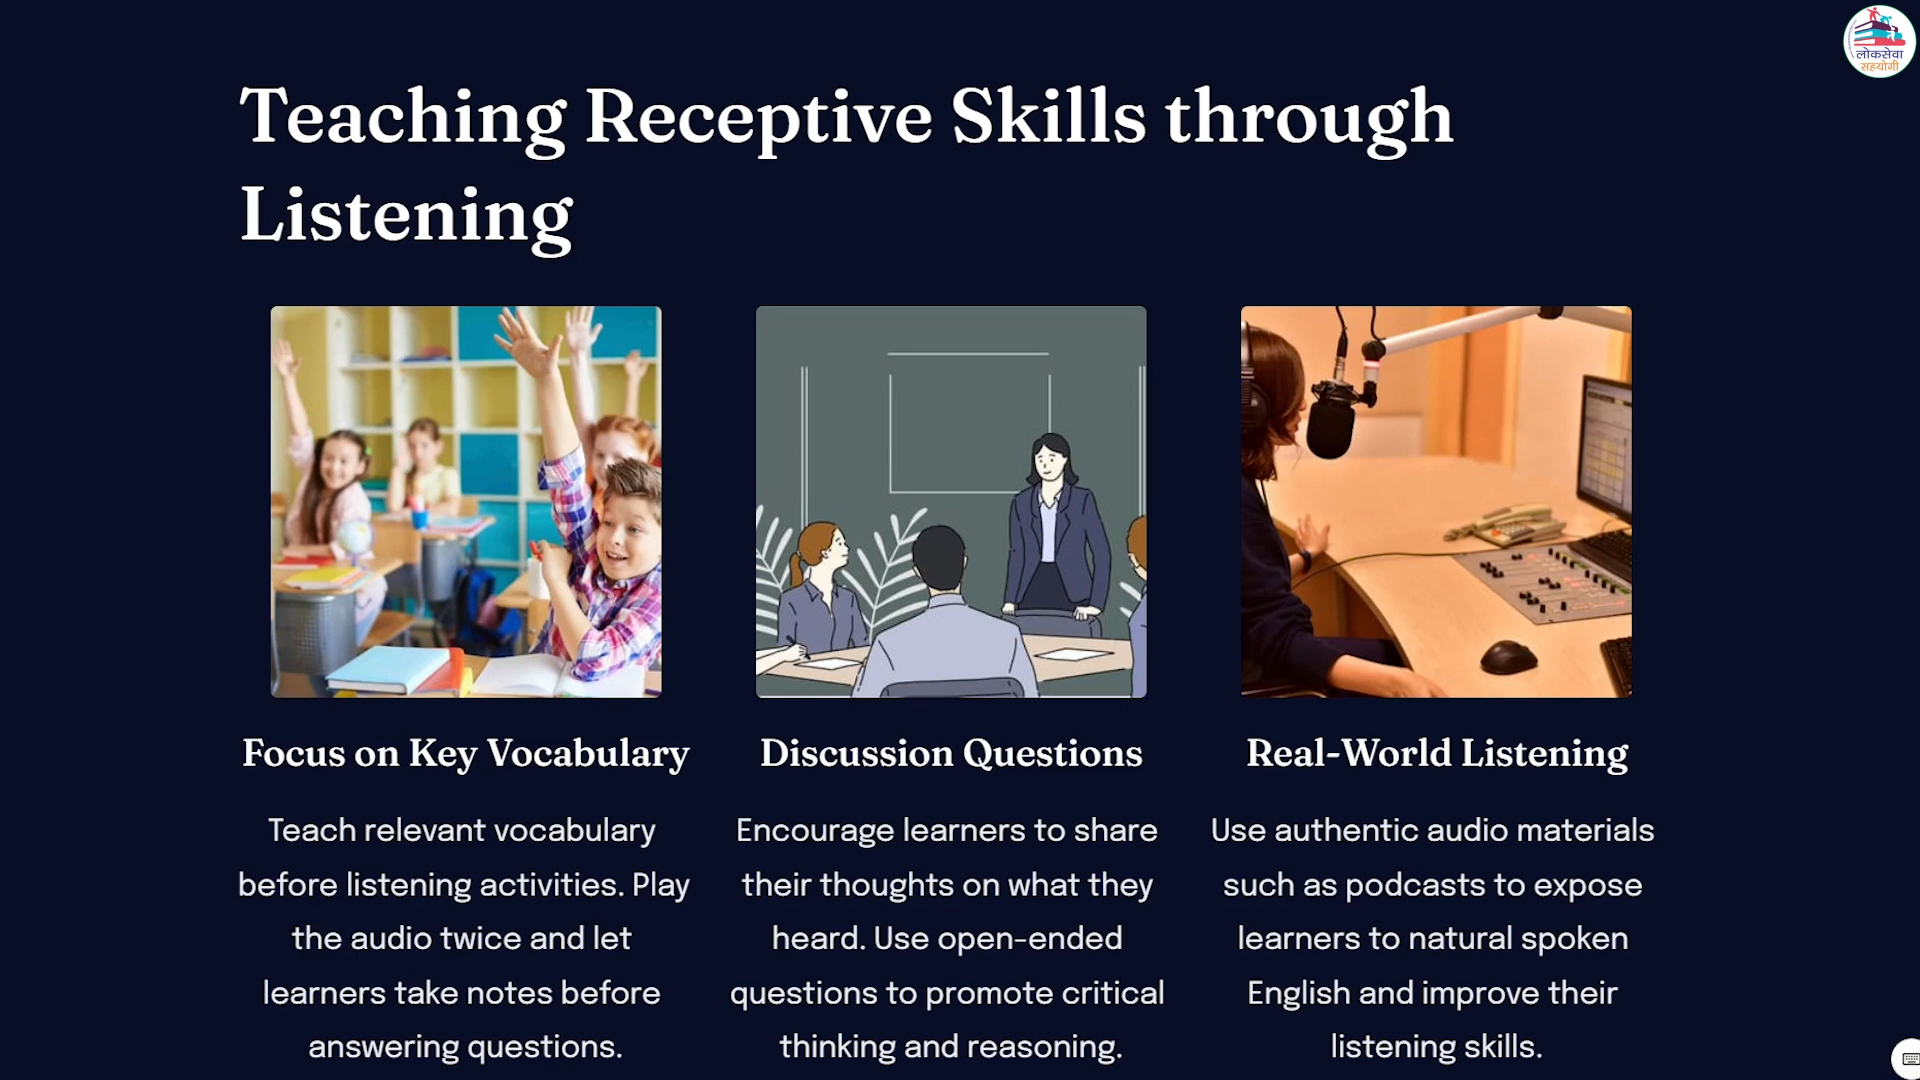 लोकसेवा
सहयोगी
Teaching Receptive Skills through
Listening
Focus on Key Vocabulary
Teach relevant vocabulary
before listening activities. Play
the audio twice and let
learners take notes before
answering questions.
Discussion Questions
Encourage learners to share
their thoughts on what they
heard. Use open-ended
questions to promote critical
thinking and reasoning.
Real-World Listening
Use authentic audio materials
such as podcasts to expose
learners to natural spoken
English and improve their
listening skills.